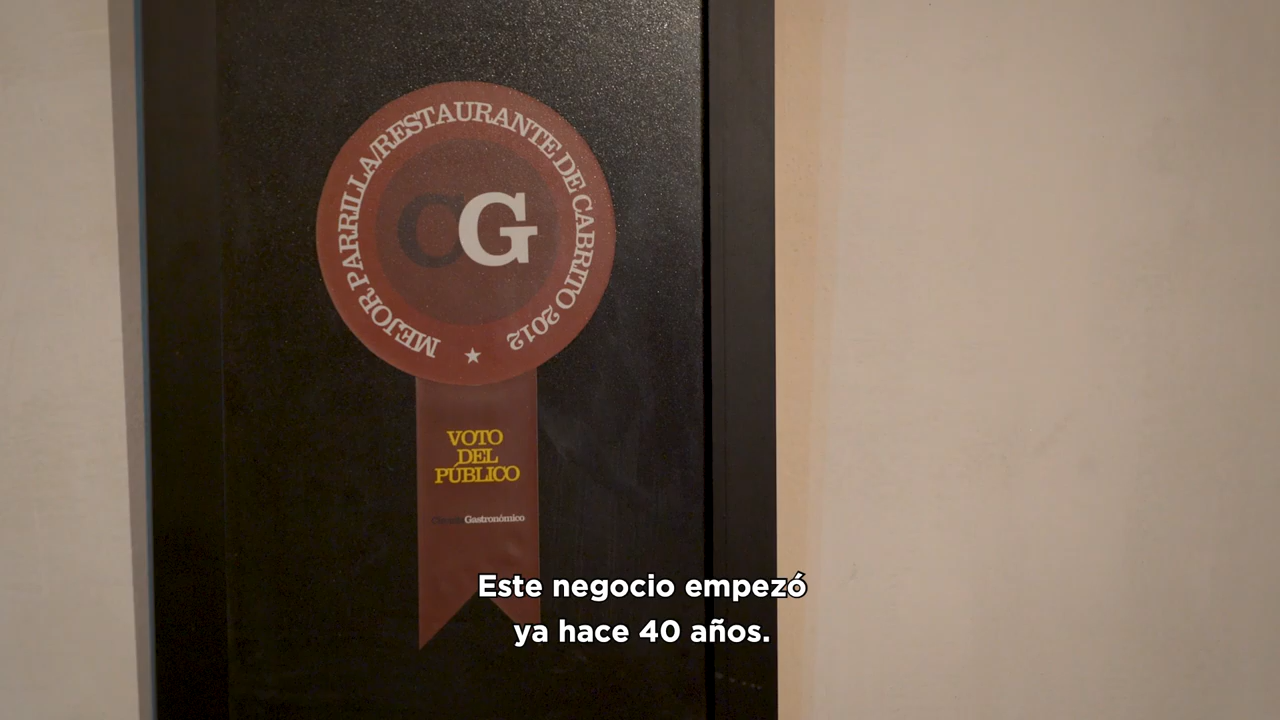 MEJOR PARRILLA/RESTAURANTE DE CABRITO 2012
CG
VOTO
DEL
PÚBLICO
Gastronómico
Este negocio empezó
ya hace 40 años.